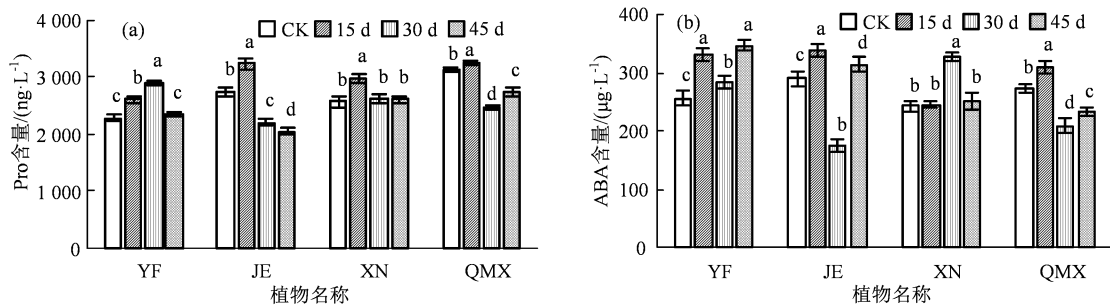 (a) CK 15 d 30 d 45 d
4 000
3 000
2 000
1 000
0
Pro含量/(ng·L⁻¹)
c b a c
b a c d
b a b b
b a d c
YF JE XN QMX
植物名称
(b) CK 15 d 30 d 45 d
400
300
200
100
0
ABA含量/(μg·L⁻¹)
c a b a
c a b d
b b a b
b a d c
YF JE XN QMX
植物名称